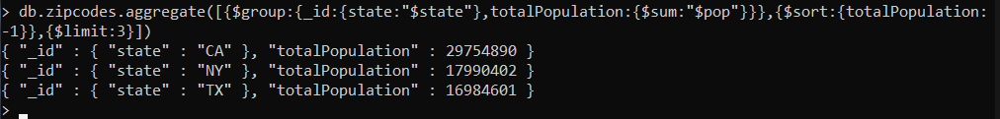 > db.zipcodes.aggregate([{$group:{_id:{state:"$state"},totalPopulation:{$sum:"$pop"}}},{$sort:{totalPopulation:
-1}},{$limit:3}])
{ "_id" : { "state" : "CA" }, "totalPopulation" : 29754890 }
{ "_id" : { "state" : "NY" }, "totalPopulation" : 17990402 }
{ "_id" : { "state" : "TX" }, "totalPopulation" : 16984601 }
>